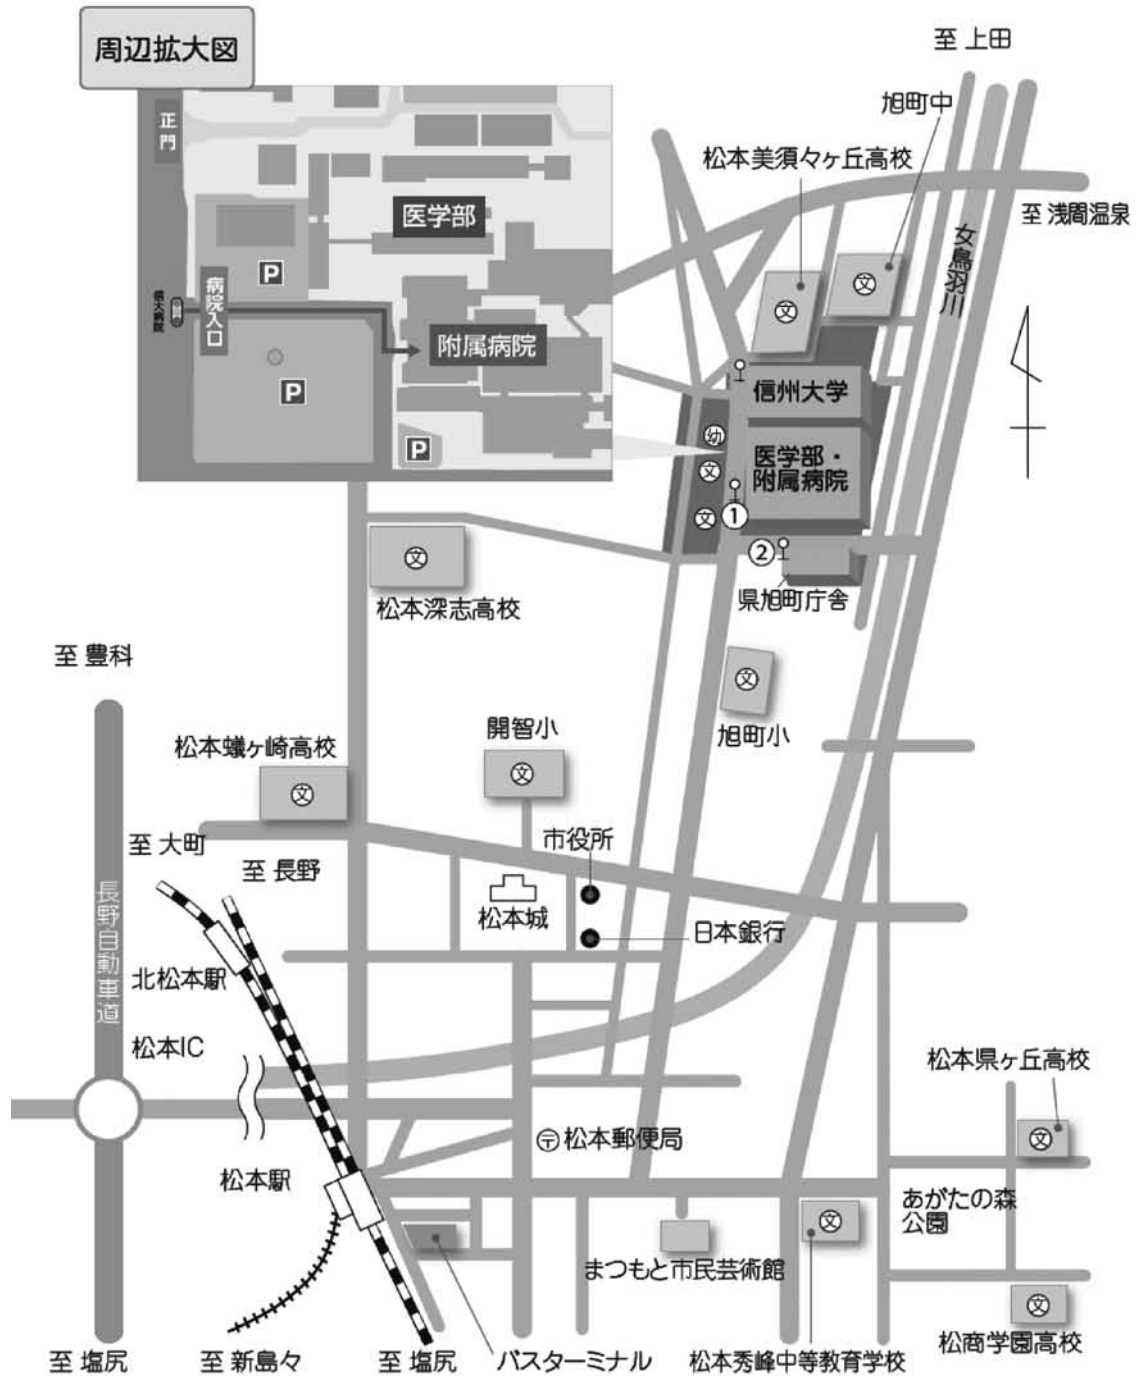 周辺拡大図
正門
医学部
P
病院入口
信大病院
附属病院
P
P
至 上田
旭町中
松本美須々ヶ丘高校
至 浅間温泉
女鳥羽川
文
文
信州大学
幼
文
文
医学部・
附属病院
①
②
県旭町庁舎
文
松本深志高校
至 豊科
文
旭町小
開智小
文
松本蟻ヶ崎高校
文
市役所
至 大町
至 長野
松本城
日本銀行
長野自動車道
北松本駅
松本IC
松本県ヶ丘高校
文
〒松本郵便局
松本駅
あがたの森
公園
文
まつもと市民芸術館
文
松商学園高校
至 塩尻
至 新島々
至 塩尻
バスターミナル
松本秀峰中等教育学校